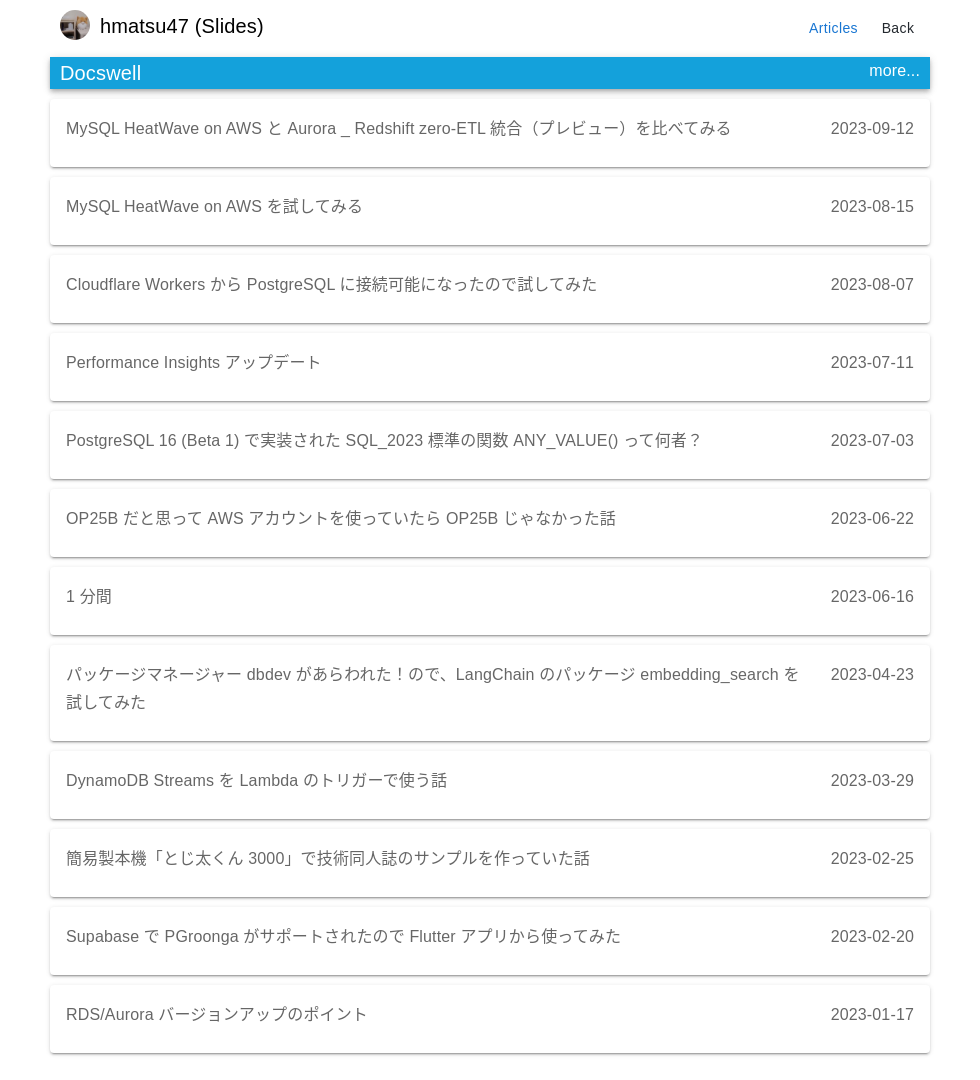 hmatsu47 (Slides)
Articles
Back
Docswell
more...
MySQL HeatWave on AWS と Aurora _ Redshift zero-ETL 統合（プレビュー）を比べてみる
2023-09-12
MySQL HeatWave on AWS を試してみる
2023-08-15
Cloudflare Workers から PostgreSQL に接続可能になったので試してみた
2023-08-07
Performance Insights アップデート
2023-07-11
PostgreSQL 16 (Beta 1) で実装された SQL_2023 標準の関数 ANY_VALUE() って何者？
2023-07-03
OP25B だと思って AWS アカウントを使っていたら OP25B じゃなかった話
2023-06-22
1 分間
2023-06-16
パッケージマネージャー dbdev があらわれた！ので、LangChain のパッケージ embedding_search を
試してみた
2023-04-23
DynamoDB Streams を Lambda のトリガーで使う話
2023-03-29
簡易製本機「とじ太くん 3000」で技術同人誌のサンプルを作っていた話
2023-02-25
Supabase で PGroonga がサポートされたので Flutter アプリから使ってみた
2023-02-20
RDS/Aurora バージョンアップのポイント
2023-01-17